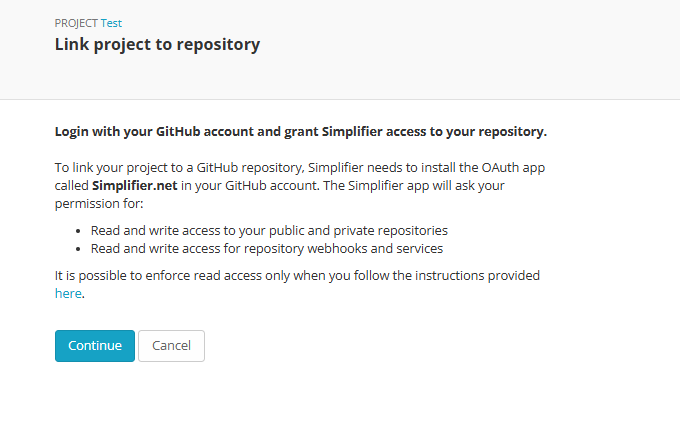 PROJECT Test
Link project to repository
Login with your GitHub account and grant Simplifier access to your repository.
To link your project to a GitHub repository, Simplifier needs to install the OAuth app
called Simplifier.net in your GitHub account. The Simplifier app will ask your
permission for:
• Read and write access to your public and private repositories
• Read and write access for repository webhooks and services
It is possible to enforce read access only when you follow the instructions provided
here.
Continue Cancel